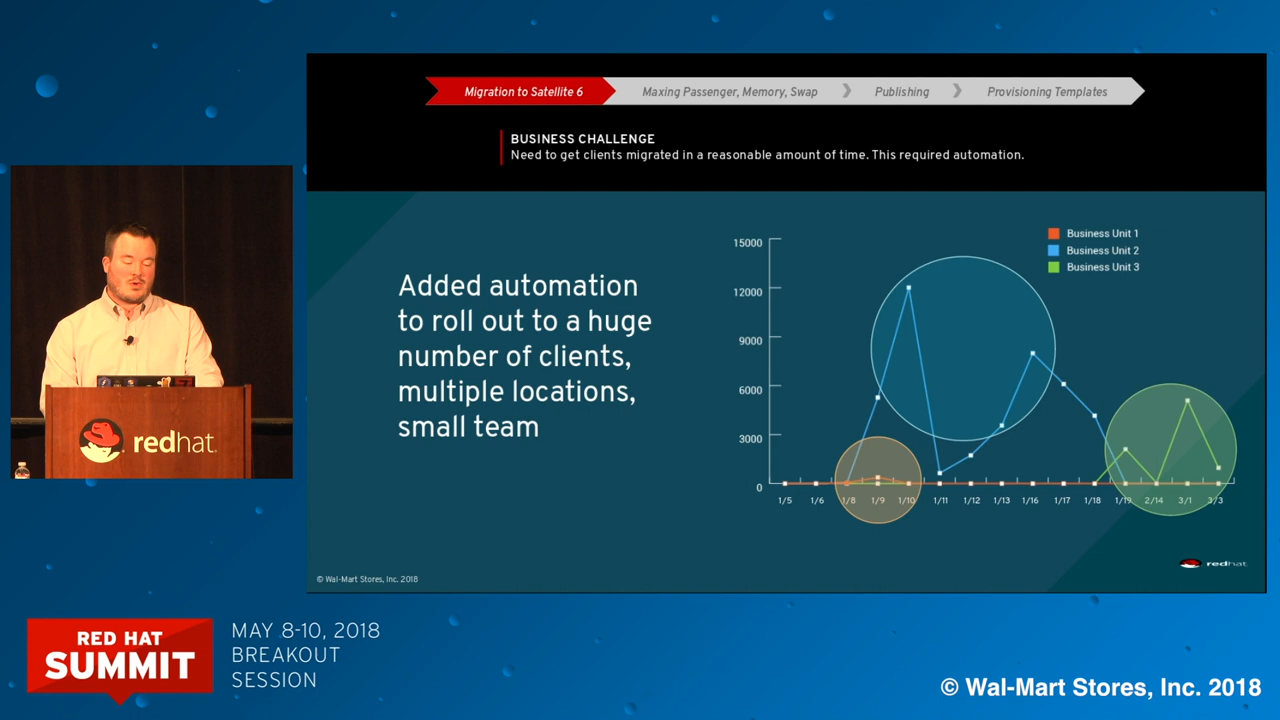 Migration to Satellite 6
Maxing Passenger, Memory, Swap
Publishing
Provisioning Templates
BUSINESS CHALLENGE
Need to get clients migrated in a reasonable amount of time. This required automation.
Added automation
to roll out to a huge
number of clients,
multiple locations,
small team
Business Unit 1
Business Unit 2
Business Unit 3
15000
12000
9000
6000
3000
0
1/5 1/6 1/8 1/9 1/10 1/11 1/12 1/13 1/16 1/17 1/18 1/19 2/14 3/1 3/3
redhat.
© Wal-Mart Stores, Inc. 2018
redhat.
RED HAT
SUMMIT
MAY 8-10, 2018
BREAKOUT
SESSION
© Wal-Mart Stores, Inc. 2018